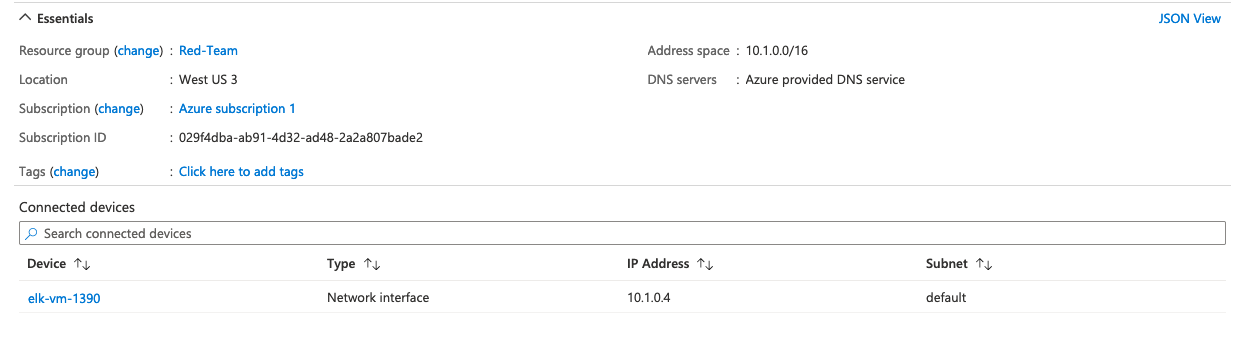 Essentials
JSON View
Resource group (change) : Red-Team
Address space : 10.1.0.0/16
Location : West US 3
DNS servers : Azure provided DNS service
Subscription (change) : Azure subscription 1
Subscription ID : 029f4dba-ab91-4d32-ad48-2a2a807bade2
Tags (change) : Click here to add tags
Connected devices
Search connected devices
Device ↑↓ Type ↑↓ IP Address ↑↓ Subnet ↑↓
elk-vm-1390 Network interface 10.1.0.4 default